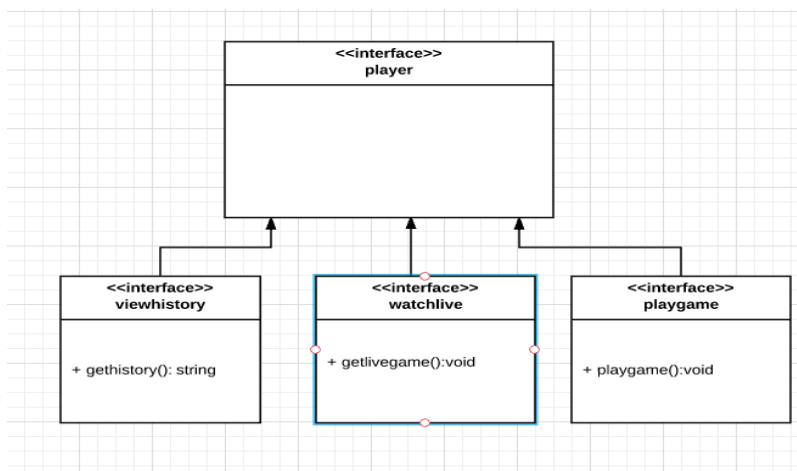 <<interface>>
player
<<interface>>
viewhistory
+ gethistory(): string
<<interface>>
watchlive
+ getlivegame():void
<<interface>>
playgame
+ playgame():void